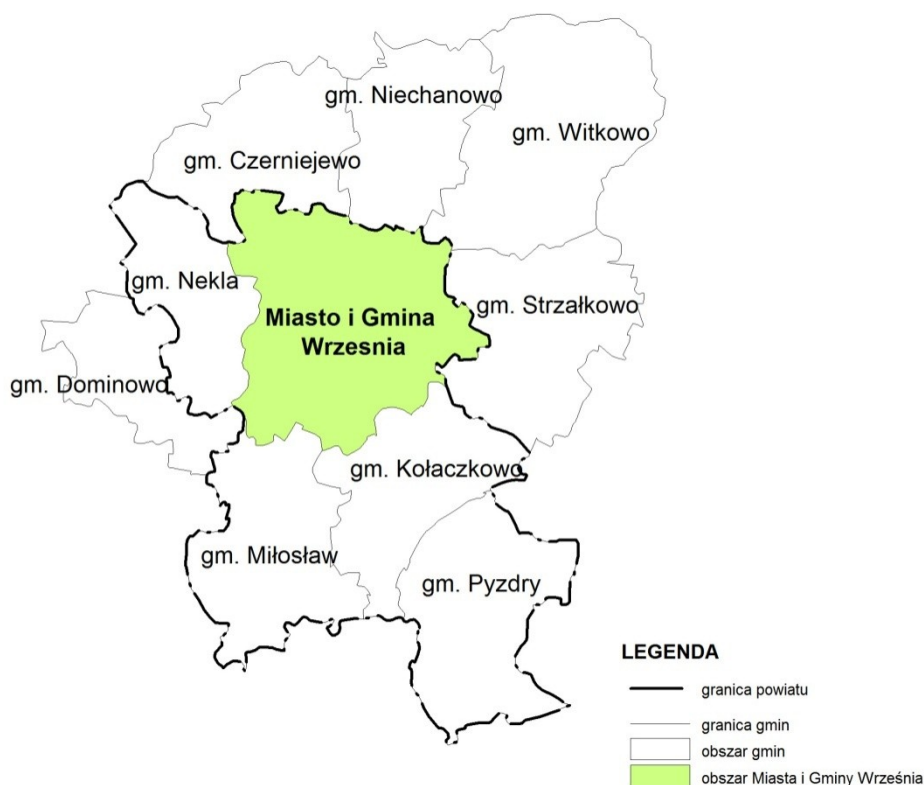 gm. Niechanowo
gm. Witkowo
gm. Czerniejewo
gm. Nekla
gm. Strzałkowo
Miasto i Gmina
Wrzesnia
gm. Dominowo
gm. Kołaczkowo
gm. Miłosław
gm. Pyzdry
LEGENDA
granica powiatu
granica gmin
obszar gmin
obszar Miasta i Gminy Września